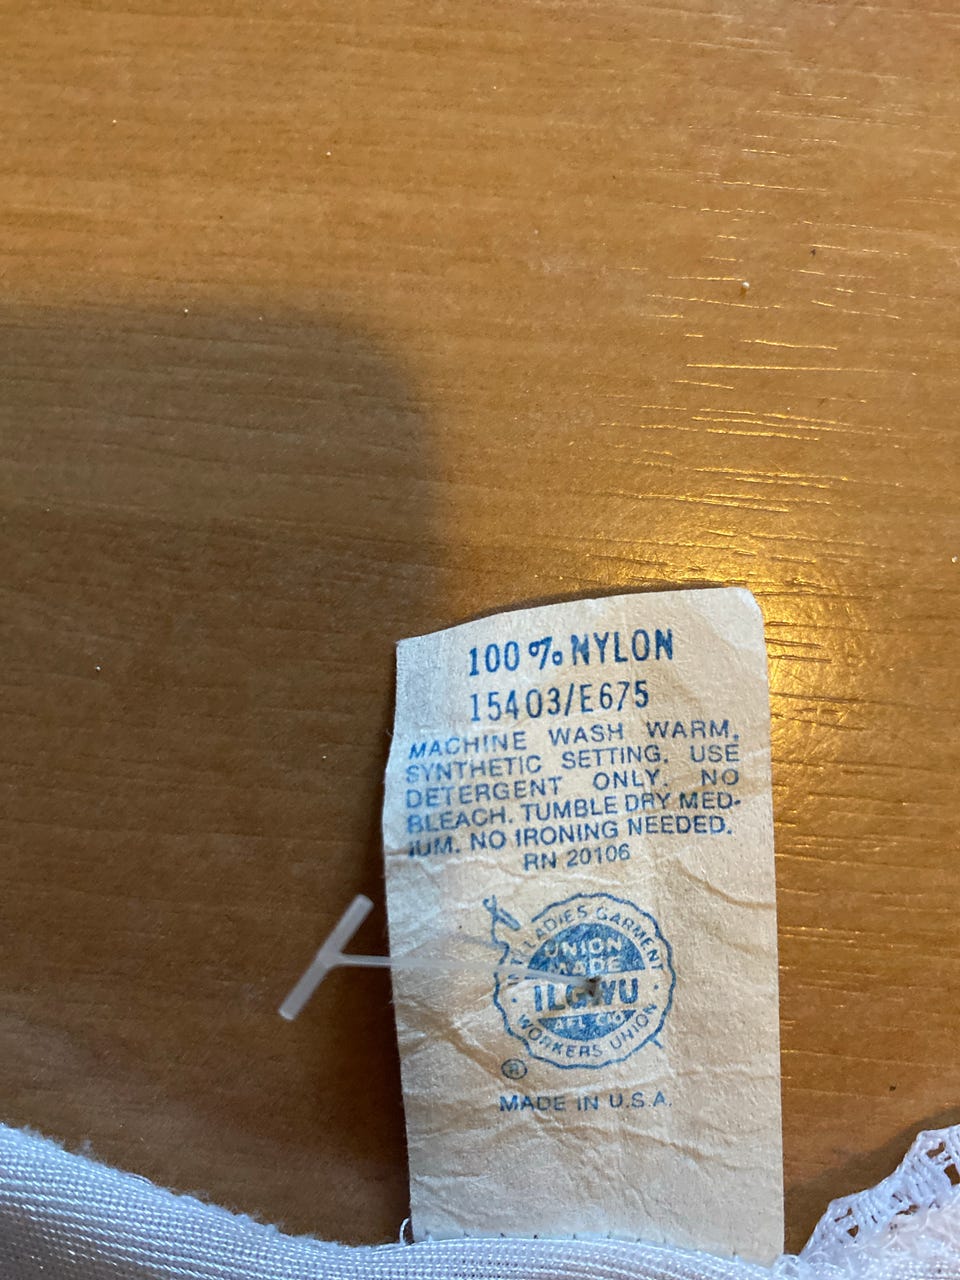 100% NYLON
15403/E675
MACHINE WASH WARM,
SYNTHETIC SETTING. USE
DETERGENT ONLY. NO
BLEACH. TUMBLE DRY MED-
IUM. NO IRONING NEEDED.
RN 20106
INT'L LADIES GARMENT
UNION
MADE
ILGWU
AFL CIO
WORKERS UNION
®
MADE IN U.S.A.